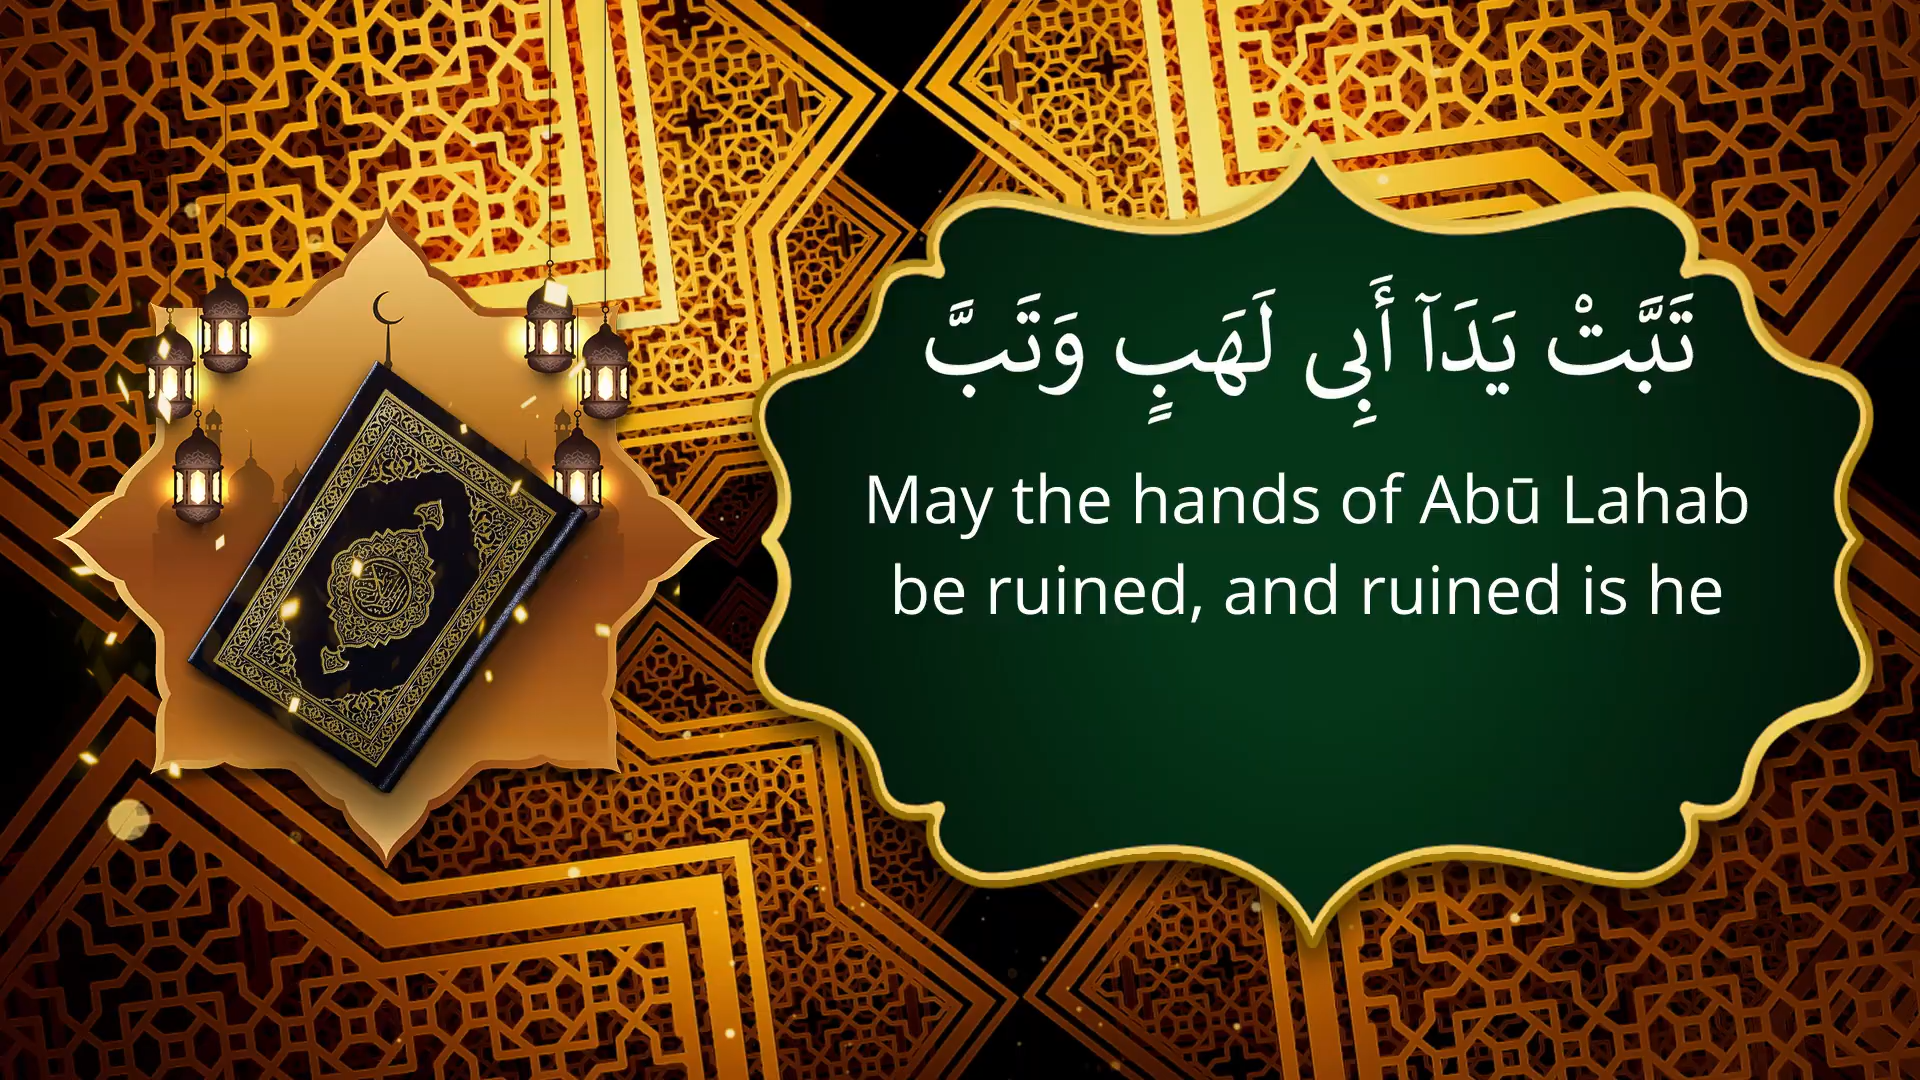 تَبَّتْ يَدَآ أَبِى لَهَبٍ وَتَبَّ
May the hands of Abū Lahab
be ruined, and ruined is he